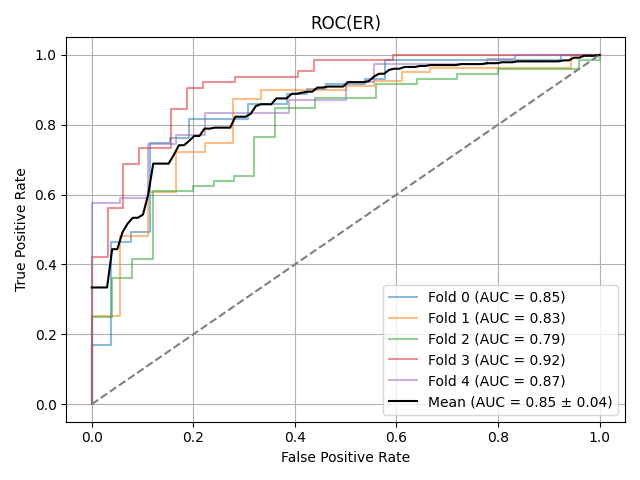 ROC(ER)
True Positive Rate
1.0
0.8
0.6
0.4
0.2
0.0
Fold 0 (AUC = 0.85)
Fold 1 (AUC = 0.83)
Fold 2 (AUC = 0.79)
Fold 3 (AUC = 0.92)
Fold 4 (AUC = 0.87)
Mean (AUC = 0.85 ± 0.04)
0.0 0.2 0.4 0.6 0.8 1.0
False Positive Rate